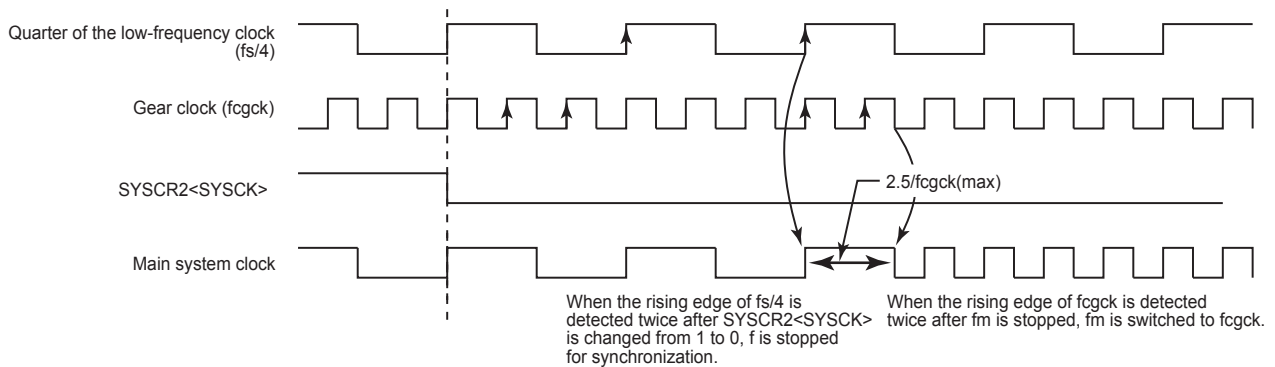 Quarter of the low-frequency clock
(fs/4)
Gear clock (fcgck)
SYSCR2<SYSCK>
2.5/fcgck(max)
Main system clock
When the rising edge of fs/4 is
detected twice after SYSCR2<SYSCK>
is changed from 1 to 0, f is stopped
for synchronization.
When the rising edge of fcgck is detected
twice after fm is stopped, fm is switched to fcgck.